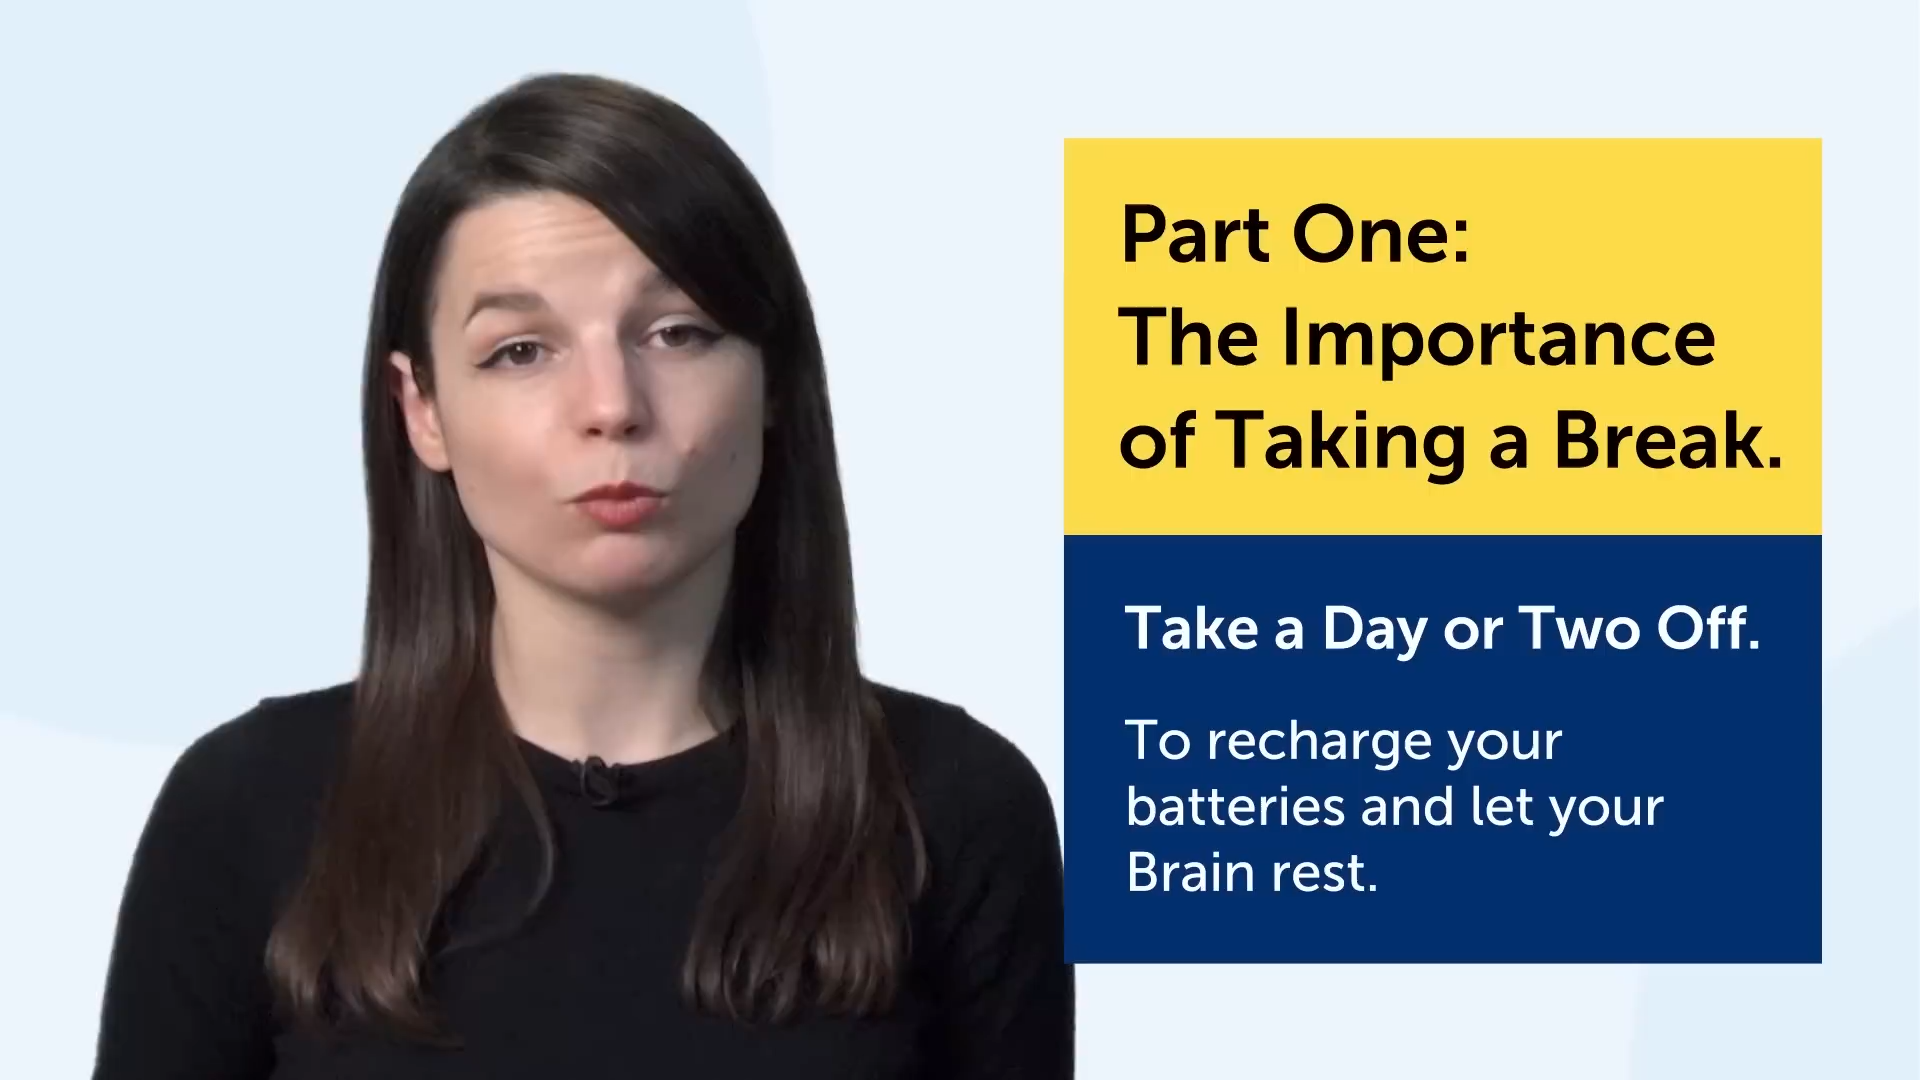 Part One:
The Importance
of Taking a Break.
Take a Day or Two Off.
To recharge your
batteries and let your
Brain rest.